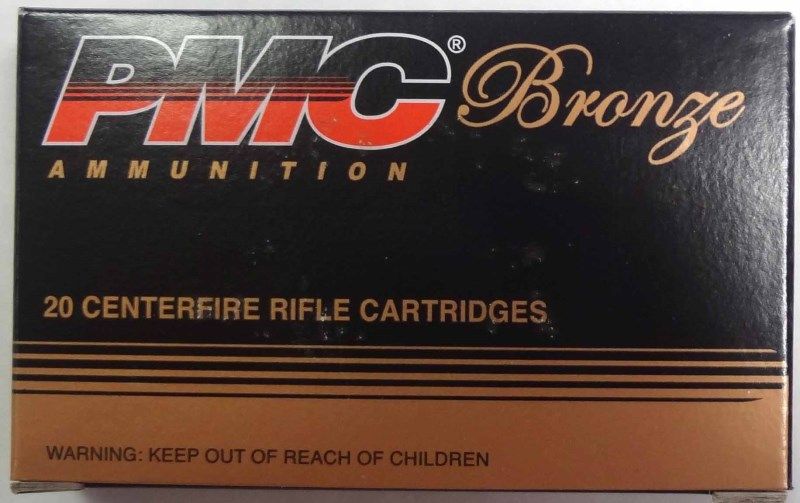 PMC® Bronze
AMMUNITION
20 CENTERFIRE RIFLE CARTRIDGES
WARNING: KEEP OUT OF REACH OF CHILDREN